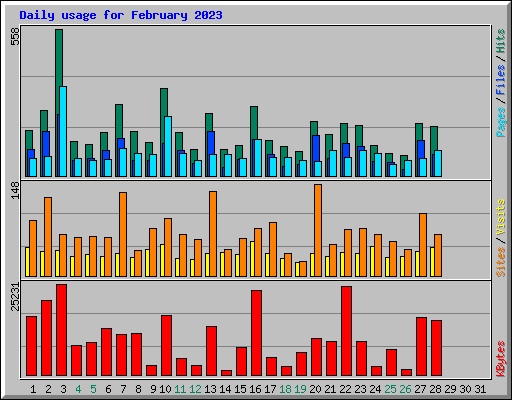 Daily usage for February 2023
558
Pages / Files / Hits
148
Sites / Visits
25231
KBytes
1 2 3 4 5 6 7 8 9 10 11 12 13 14 15 16 17 18 19 20 21 22 23 24 25 26 27 28 29 30 31